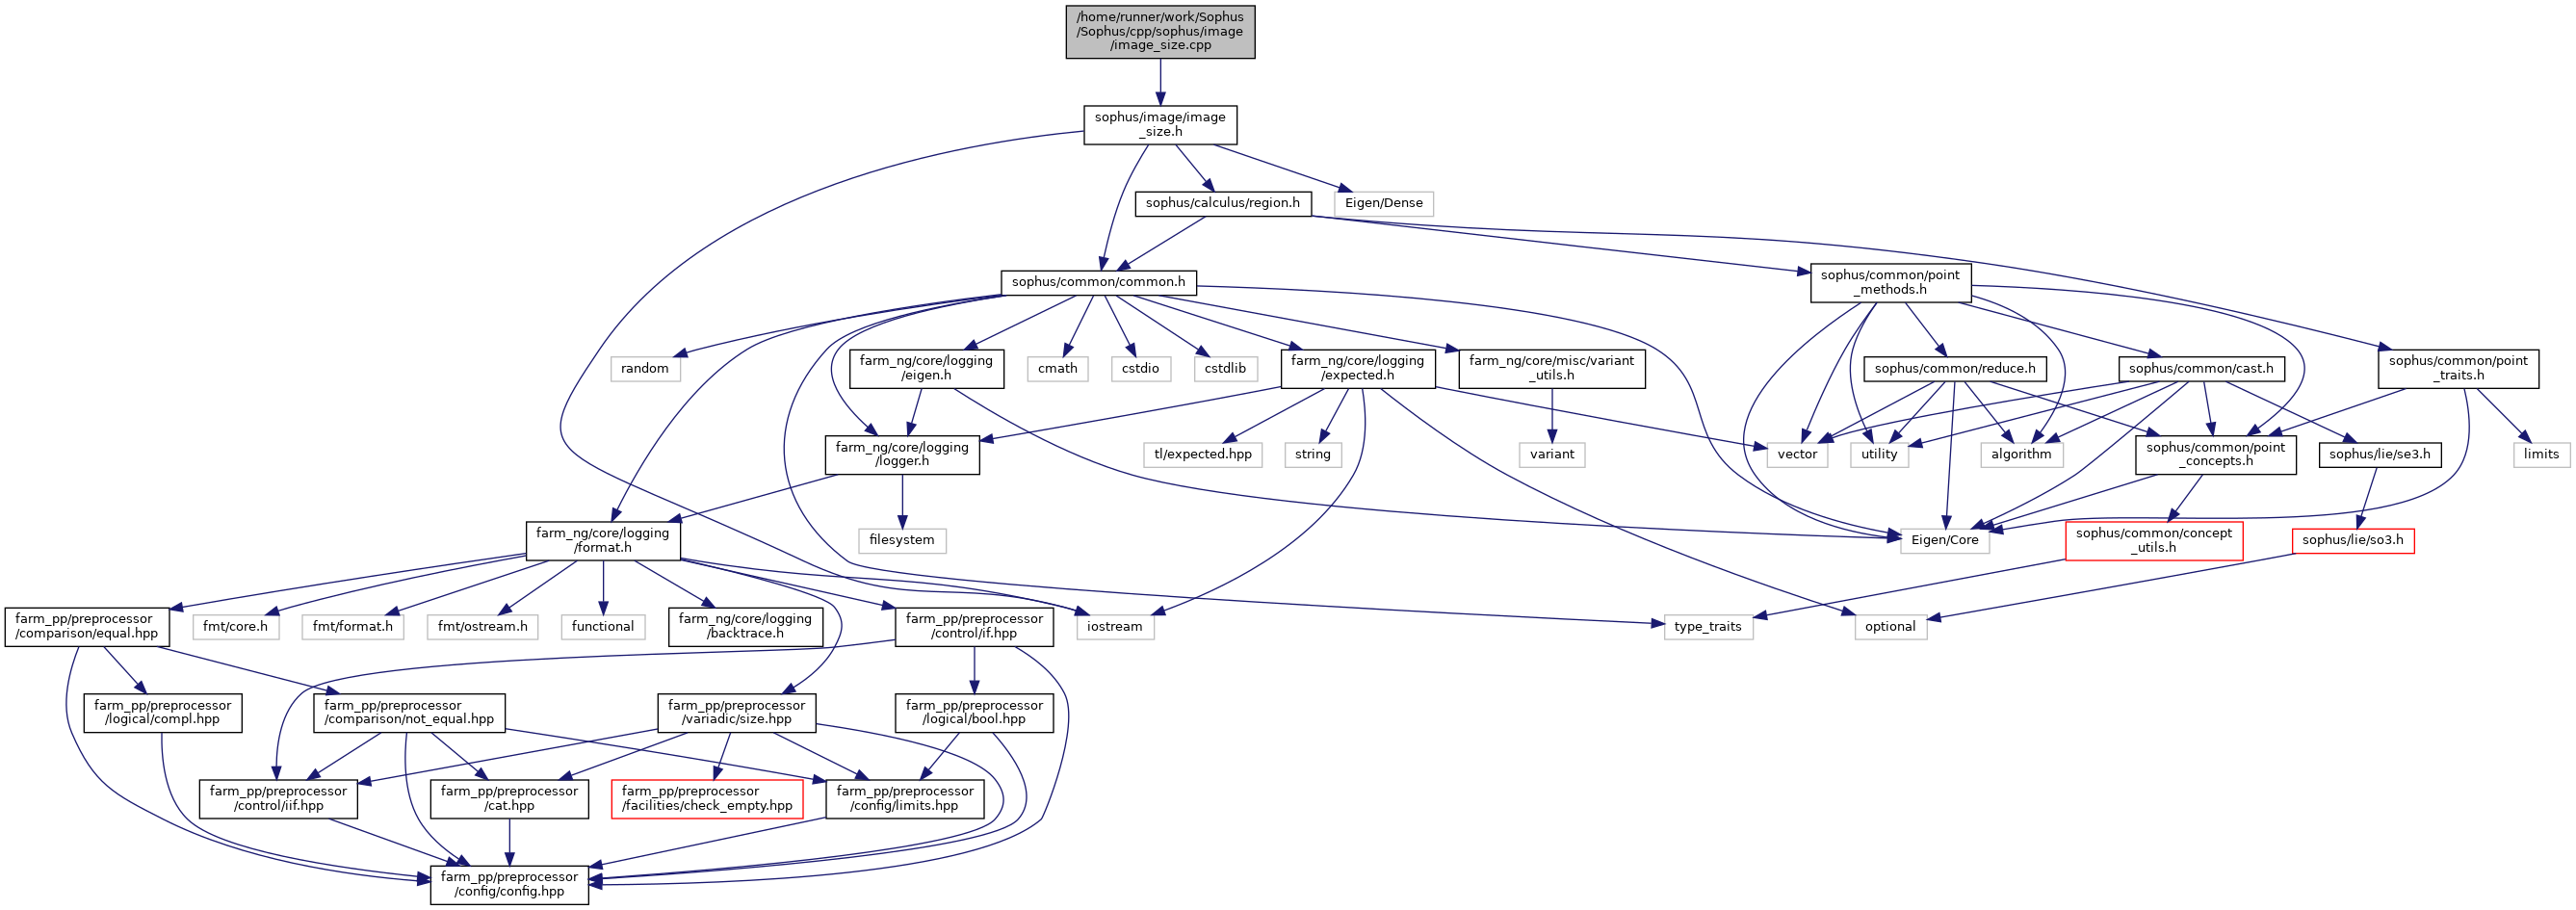 /home/runner/work/Sophus
/Sophus/cpp/sophus/image
/image_size.cpp
sophus/image/image
_size.h
sophus/calculus/region.h
Eigen/Dense
sophus/common/common.h
sophus/common/point
_methods.h
random
farm_ng/core/logging
/eigen.h
cmath
cstdio
cstdlib
farm_ng/core/logging
/expected.h
farm_ng/core/misc/variant
_utils.h
sophus/common/reduce.h
sophus/common/cast.h
sophus/common/point
_traits.h
farm_ng/core/logging
/logger.h
tl/expected.hpp
string
variant
vector
utility
algorithm
sophus/common/point
_concepts.h
sophus/lie/se3.h
limits
farm_ng/core/logging
/format.h
filesystem
Eigen/Core
sophus/common/concept
_utils.h
sophus/lie/so3.h
farm_pp/preprocessor
/comparison/equal.hpp
fmt/core.h
fmt/format.h
fmt/ostream.h
functional
farm_ng/core/logging
/backtrace.h
farm_pp/preprocessor
/control/if.hpp
iostream
type_traits
optional
farm_pp/preprocessor
/logical/compl.hpp
farm_pp/preprocessor
/comparison/not_equal.hpp
farm_pp/preprocessor
/variadic/size.hpp
farm_pp/preprocessor
/logical/bool.hpp
farm_pp/preprocessor
/control/iif.hpp
farm_pp/preprocessor
/cat.hpp
farm_pp/preprocessor
/facilities/check_empty.hpp
farm_pp/preprocessor
/config/limits.hpp
farm_pp/preprocessor
/config/config.hpp